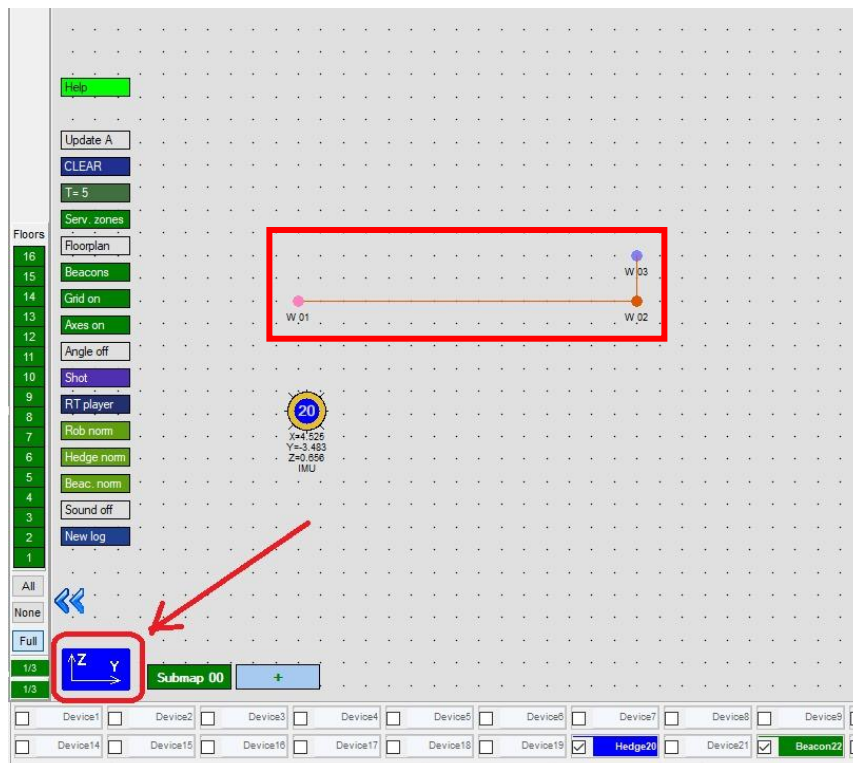 Help
Update A
CLEAR
T= 5
Serv. zones
Floors
Floorplan
16
Beacons
15
14
Grid on
13
Axes on
12
Angle off
11
10
Shot
9
RT player
8
Rob norm
7
6
Hedge norm
5
Beac. norm
4
Sound off
3
2
New log
1
All
None
Full
1/3
1/3
W 03
W 01
W 02
20
X=4.525
Y=-3.483
Z=0.656
IMU
Z
Y
Submap 00
+
Device1 Device2 Device3 Device4 Device5 Device6 Device7 Device8 Device9
Device14 Device15 Device16 Device17 Device18 Device19 Hedge20 Device21 Beacon22